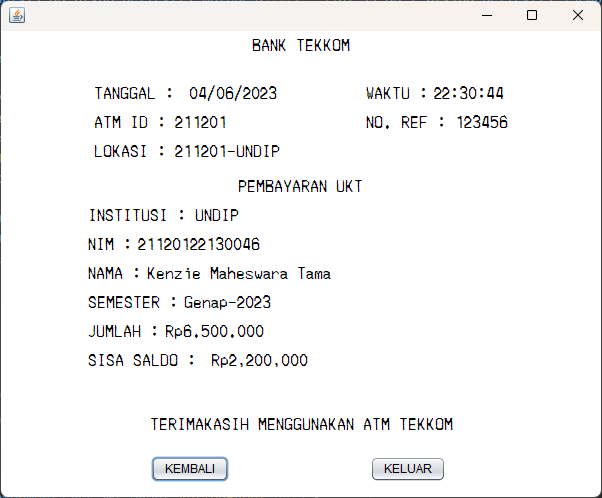 BANK TEKKOM
TANGGAL : 04/06/2023 WAKTU : 22:30:44
ATM ID : 211201 NO. REF : 123456
LOKASI : 211201-UNDIP
PEMBAYARAN UKT
INSTITUSI : UNDIP
NIM : 21120122130046
NAMA : Kenzie Maheswara Tama
SEMESTER : Genap-2023
JUMLAH : Rp6.500.000
SISA SALDO : Rp2,200,000
TERIMAKASIH MENGGUNAKAN ATM TEKKOM
KEMBALI KELUAR